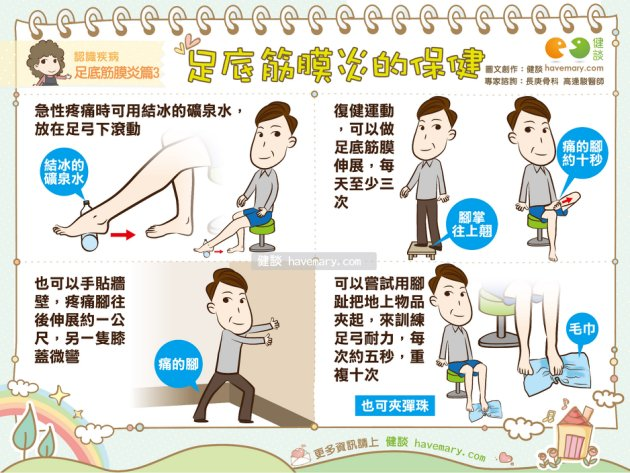 認識疾病
足底筋膜炎篇3
足底筋膜炎的保健
健談
圖文創作：健談 havemary.com
專家諮詢：長庚骨科 高逢駿醫師
急性疼痛時可用結冰的礦泉水，
放在足弓下滾動
結冰的
礦泉水
復健運動
，可以做
足底筋膜
伸展，每
天至少三
次
痛的腳
約十秒
腳掌
往上翹
健談 havemary.com
也可以手貼牆
壁，疼痛腳往
後伸展約一公
尺，另一隻膝
蓋微彎
痛的腳
可以嘗試用腳
趾把地上物品
夾起，來訓練
足弓耐力，每
次約五秒，重
複十次
毛巾
也可夾彈珠
更多資訊請上 健談 havemary.com